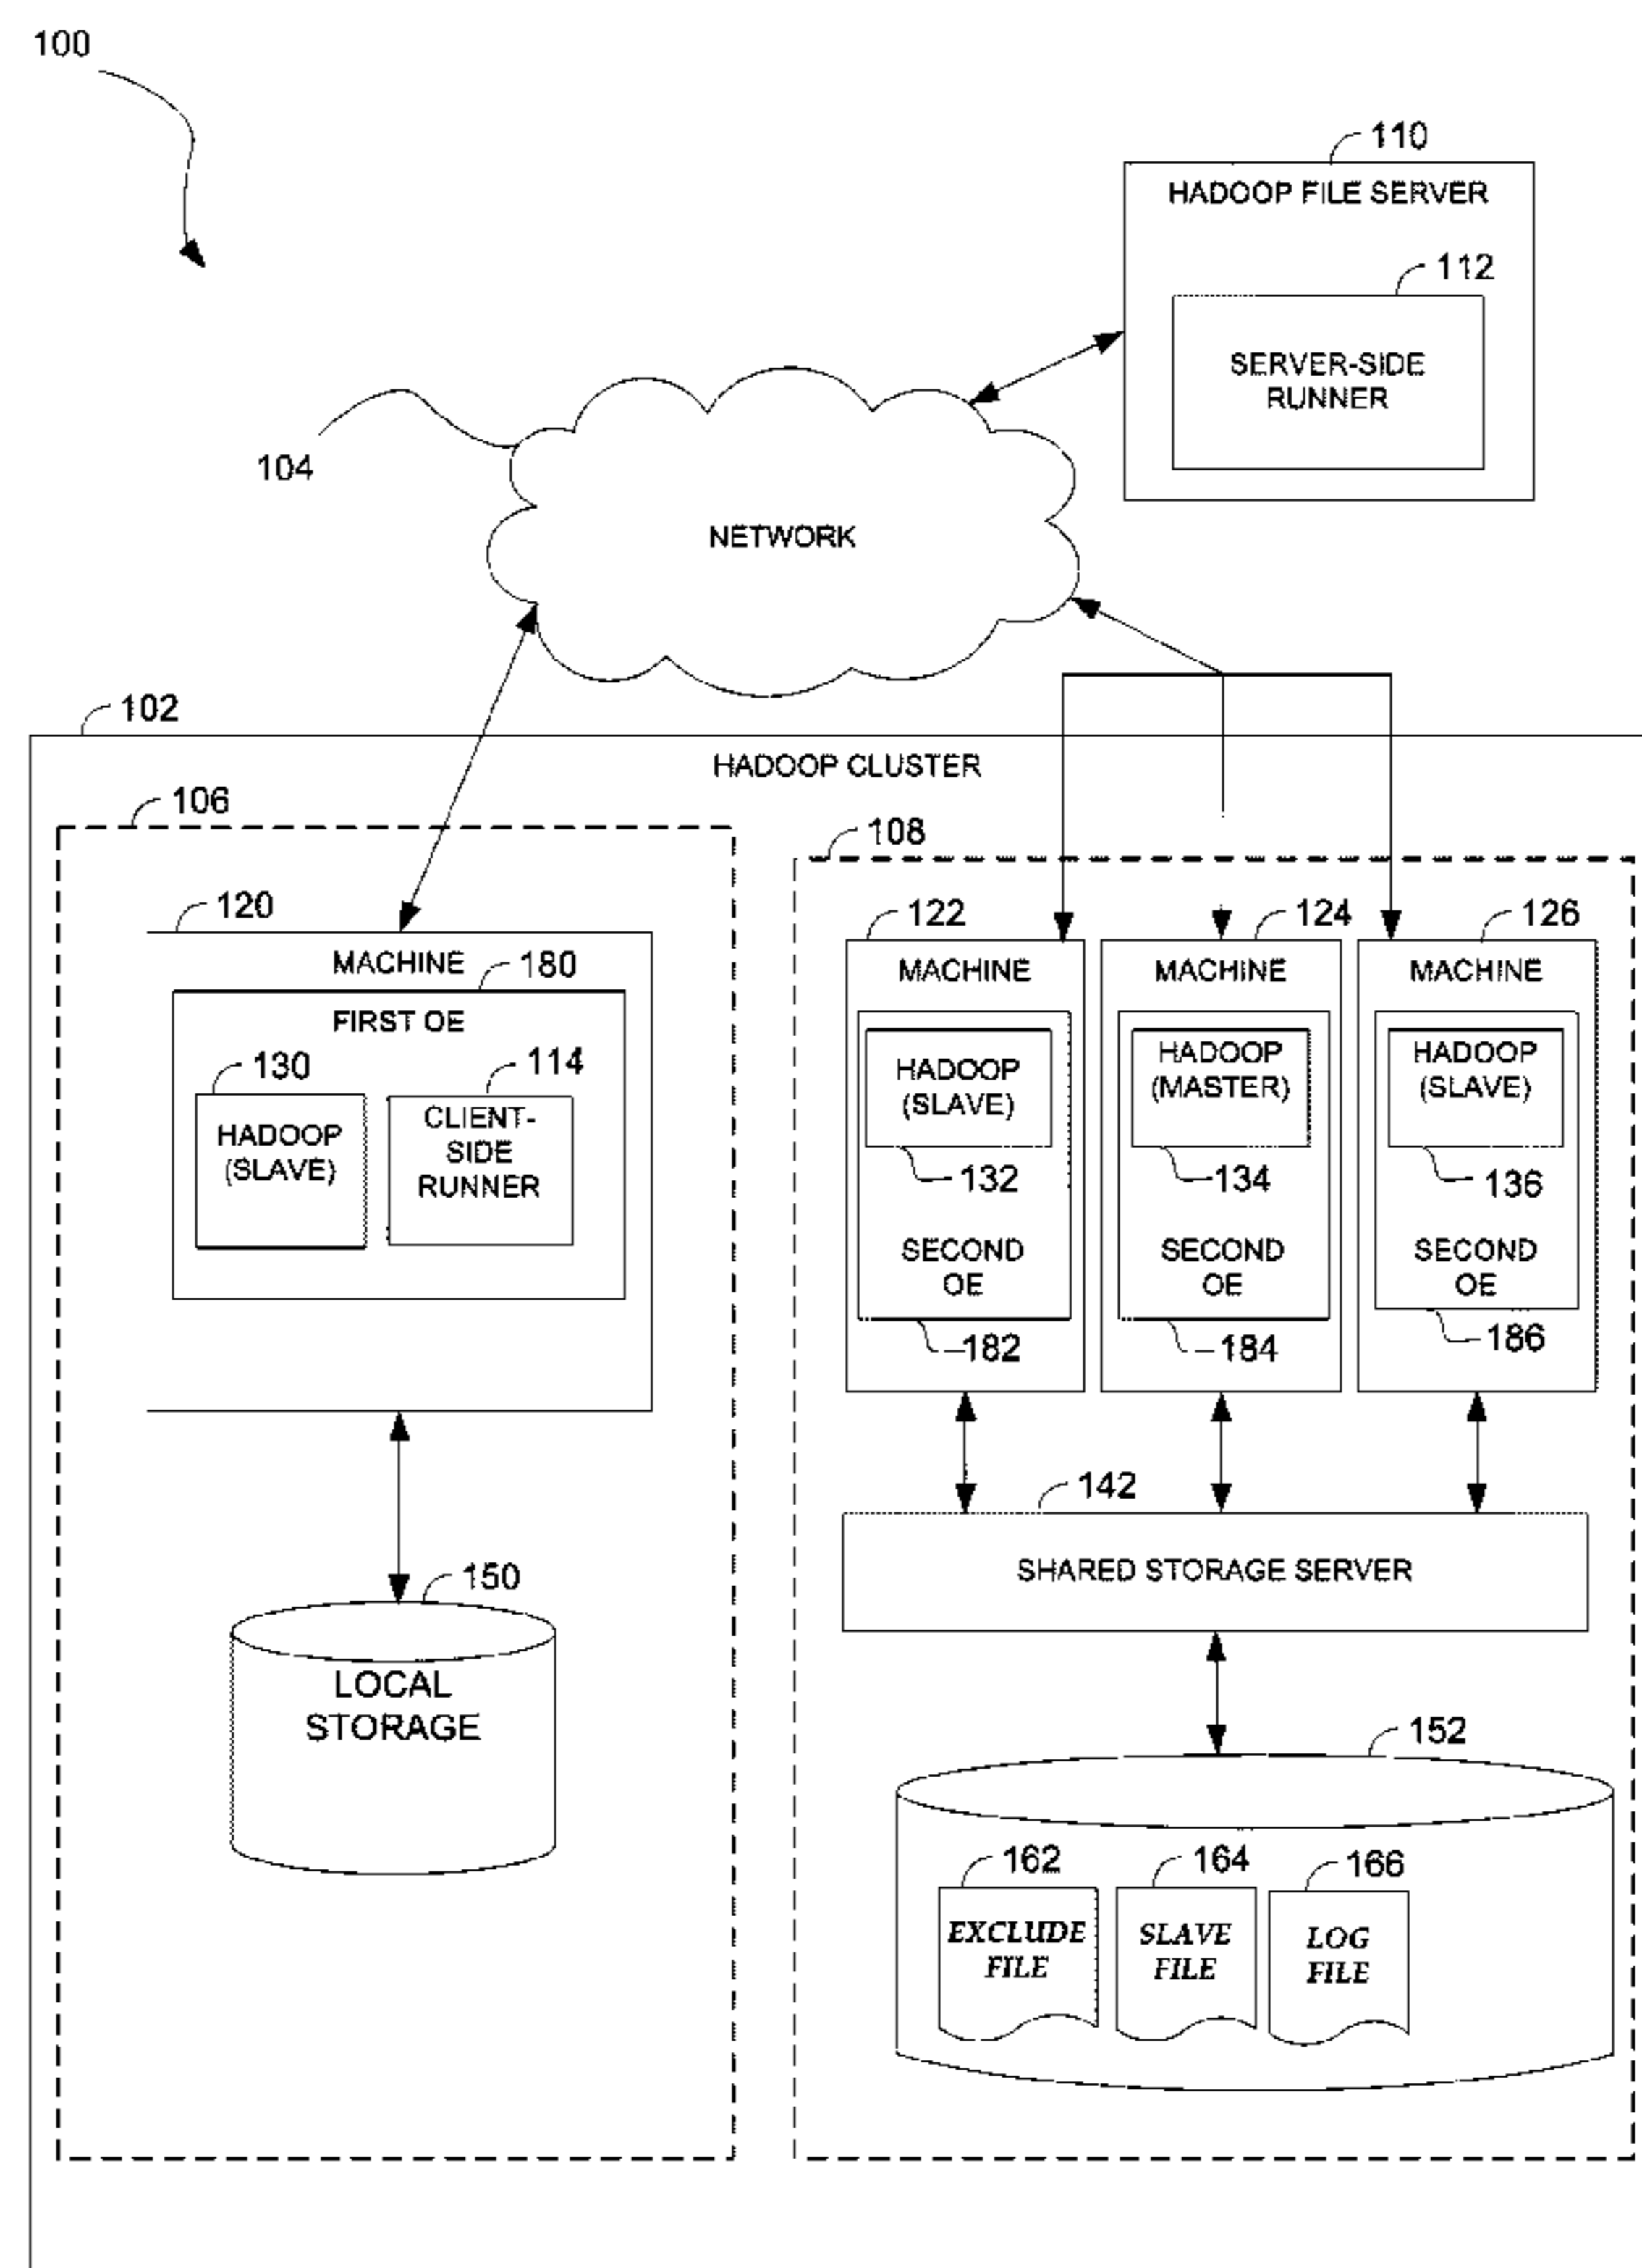 100
110
HADOOP FILE SERVER
112
SERVER-SIDE
RUNNER
104
NETWORK
102
HADOOP CLUSTER
106
108
120
MACHINE
180
FIRST OE
130
HADOOP
(SLAVE)
114
CLIENT-
SIDE
RUNNER
150
LOCAL
STORAGE
122
MACHINE
HADOOP
(SLAVE)
132
SECOND
OE
182
124
MACHINE
HADOOP
(MASTER)
134
SECOND
OE
184
126
MACHINE
HADOOP
(SLAVE)
136
SECOND
OE
186
142
SHARED STORAGE SERVER
152
162
EXCLUDE
FILE
164
SLAVE
FILE
166
LOG
FILE